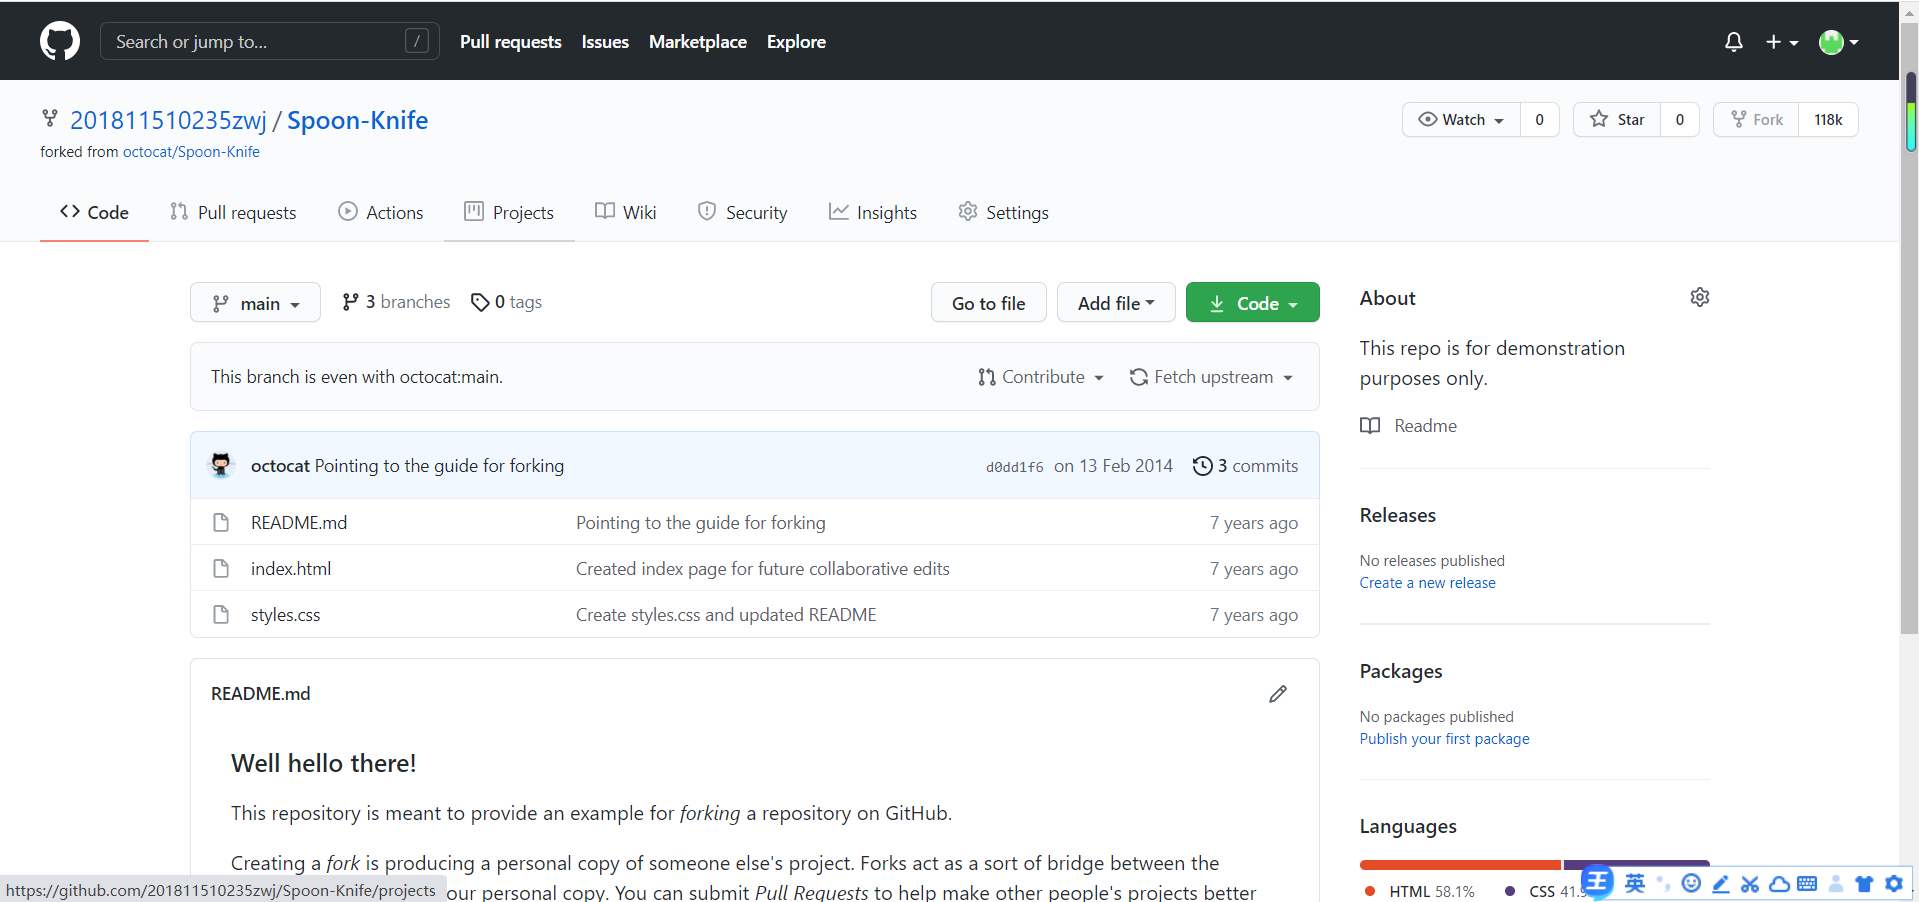 Search or jump to... /
Pull requests Issues Marketplace Explore
201811510235zwj / Spoon-Knife
forked from octocat/Spoon-Knife
Watch 0 Star 0 Fork 118k
Code Pull requests Actions Projects Wiki Security Insights Settings
main 3 branches 0 tags Go to file Add file Code
This branch is even with octocat:main. Contribute Fetch upstream
octocat Pointing to the guide for forking d0dd1f6 on 13 Feb 2014 3 commits
README.md Pointing to the guide for forking 7 years ago
index.html Created index page for future collaborative edits 7 years ago
styles.css Create styles.css and updated README 7 years ago
README.md
Well hello there!
This repository is meant to provide an example for forking a repository on GitHub.
Creating a fork is producing a personal copy of someone else's project. Forks act as a sort of bridge between the
our personal copy. You can submit Pull Requests to help make other people's projects better
About
This repo is for demonstration
purposes only.
Readme
Releases
No releases published
Create a new release
Packages
No packages published
Publish your first package
Languages
HTML 58.1% CSS 41.
https://github.com/201811510235zwj/Spoon-Knife/projects
王 英